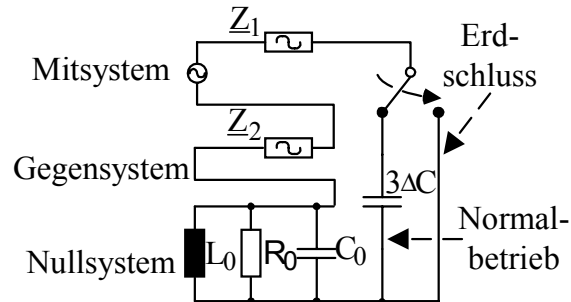 Z1
Erd-
schluss
Mitsystem
Z2
Gegensystem
3ΔC
Normal-
betrieb
Nullsystem
L0
R0
C0